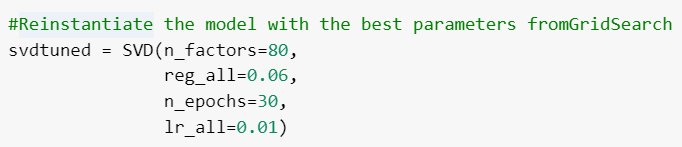 #Reinstantiate the model with the best parameters fromGridSearch
svdtuned = SVD(n_factors=80,
reg_all=0.06,
n_epochs=30,
lr_all=0.01)